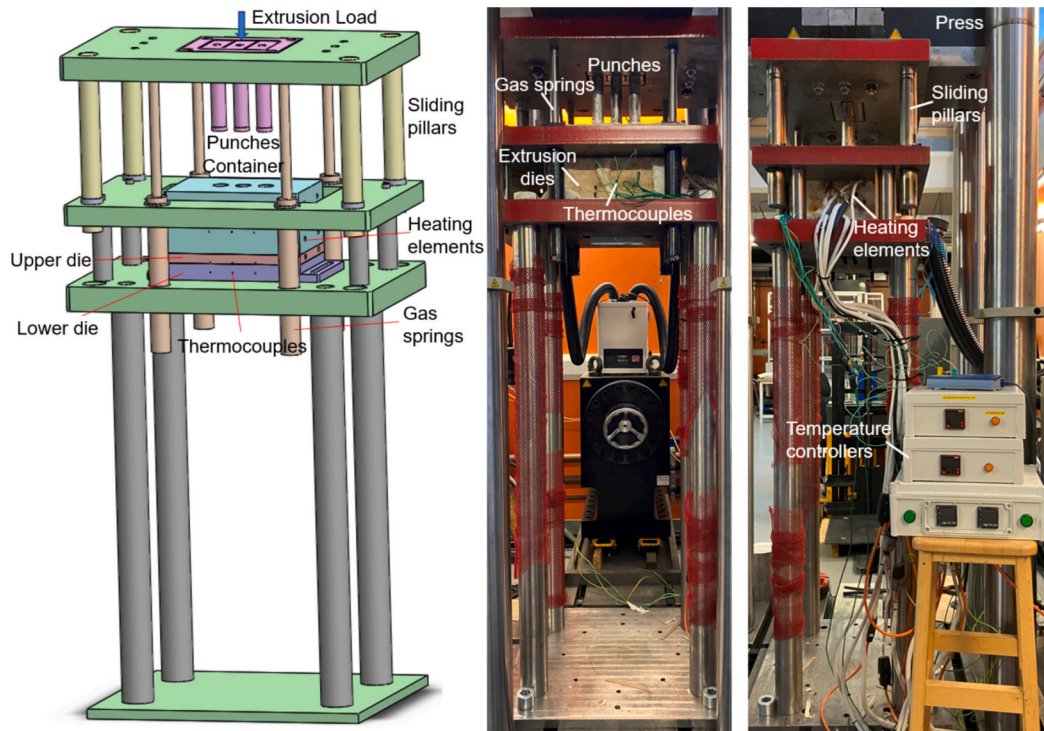 Extrusion Load
Sliding
pillars
Punches
Container
Heating
elements
Upper die
Lower die
Thermocouples
Gas
springs
Punches
Gas springs
Extrusion
dies
Thermocouples
Press
Sliding
pillars
Heating
elements
Temperature
controllers